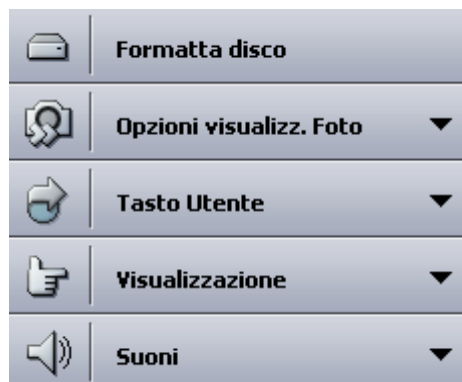 Formatta disco
Opzioni visualizz. Foto
Tasto Utente
Visualizzazione
Suoni